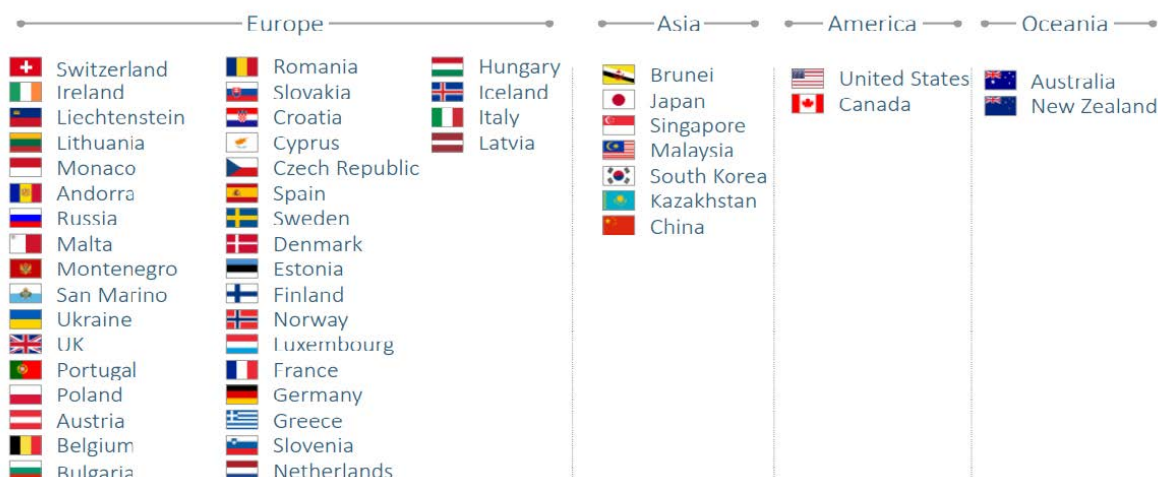 Europe
Switzerland
Ireland
Liechtenstein
Lithuania
Monaco
Andorra
Russia
Malta
Montenegro
San Marino
Ukraine
UK
Portugal
Poland
Austria
Belgium
Bulgaria
Romania
Slovakia
Croatia
Cyprus
Czech Republic
Spain
Sweden
Denmark
Estonia
Finland
Norway
Luxembourg
France
Germany
Greece
Slovenia
Netherlands
Hungary
Iceland
Italy
Latvia
Asia
Brunei
Japan
Singapore
Malaysia
South Korea
Kazakhstan
China
America
United States
Canada
Oceania
Australia
New Zealand